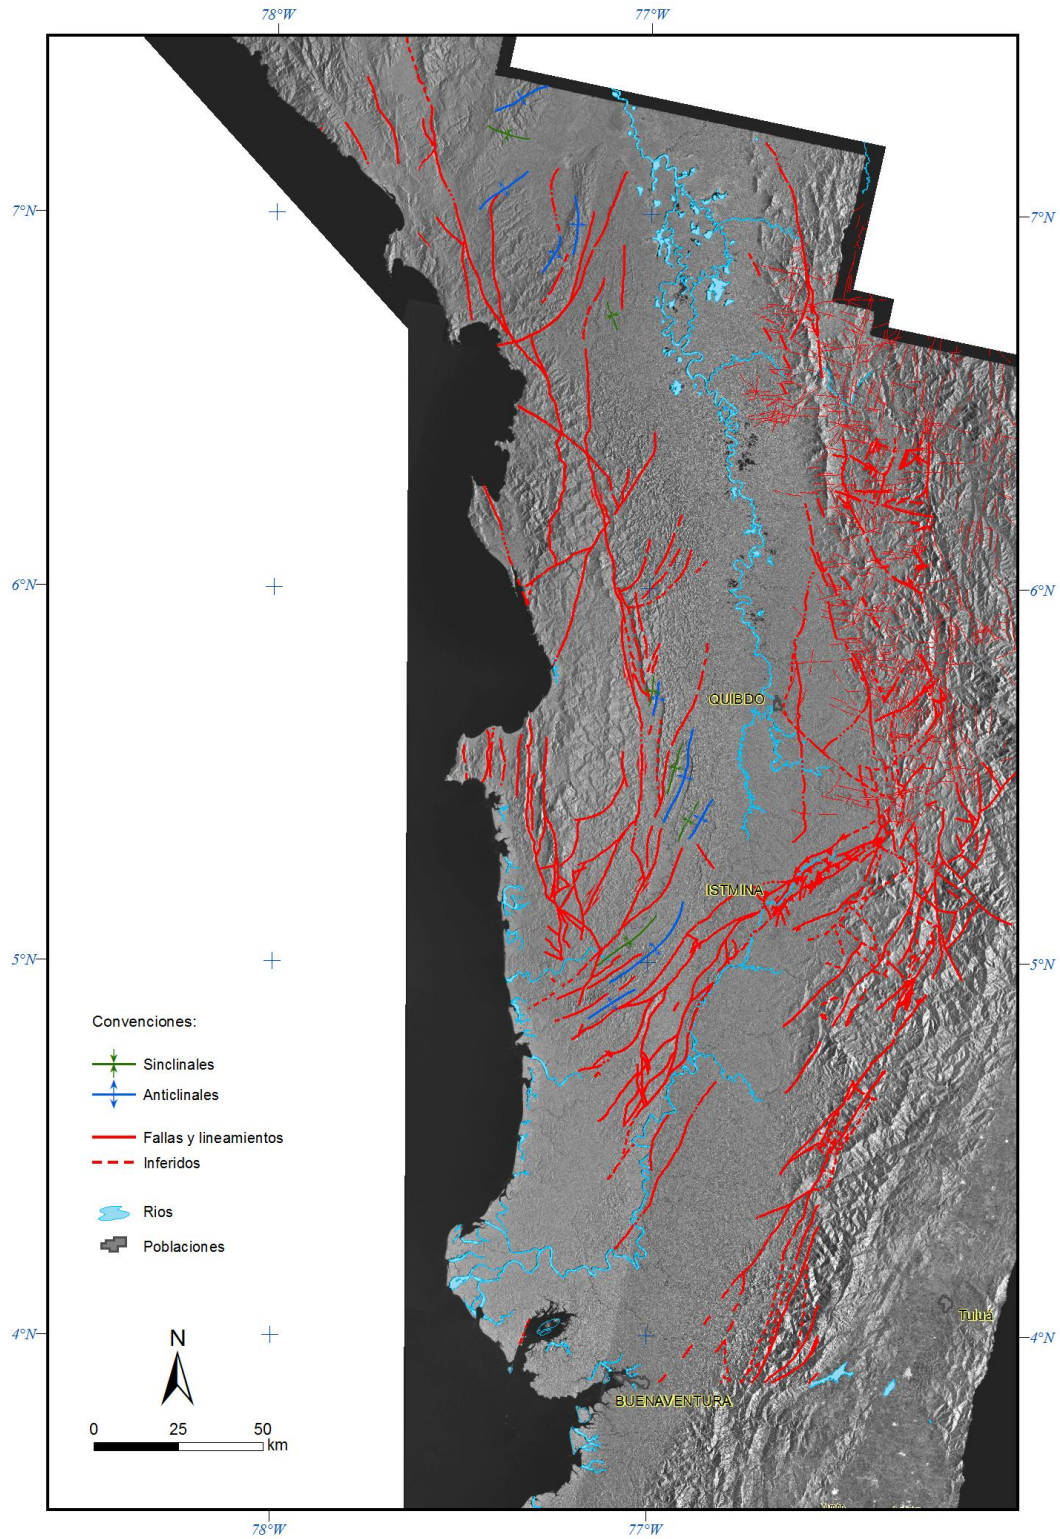 78°W 77°W
7°N 7°N
6°N 6°N
QUIBDO
ISTMINA
5°N 5°N
Convenciones:
Sinclinales
Anticlinales
Fallas y lineamientos
Inferidos
Rios
Poblaciones
Tuluá
4°N 4°N
N
BUENAVENTURA
0 25 50
km
78°W 77°W